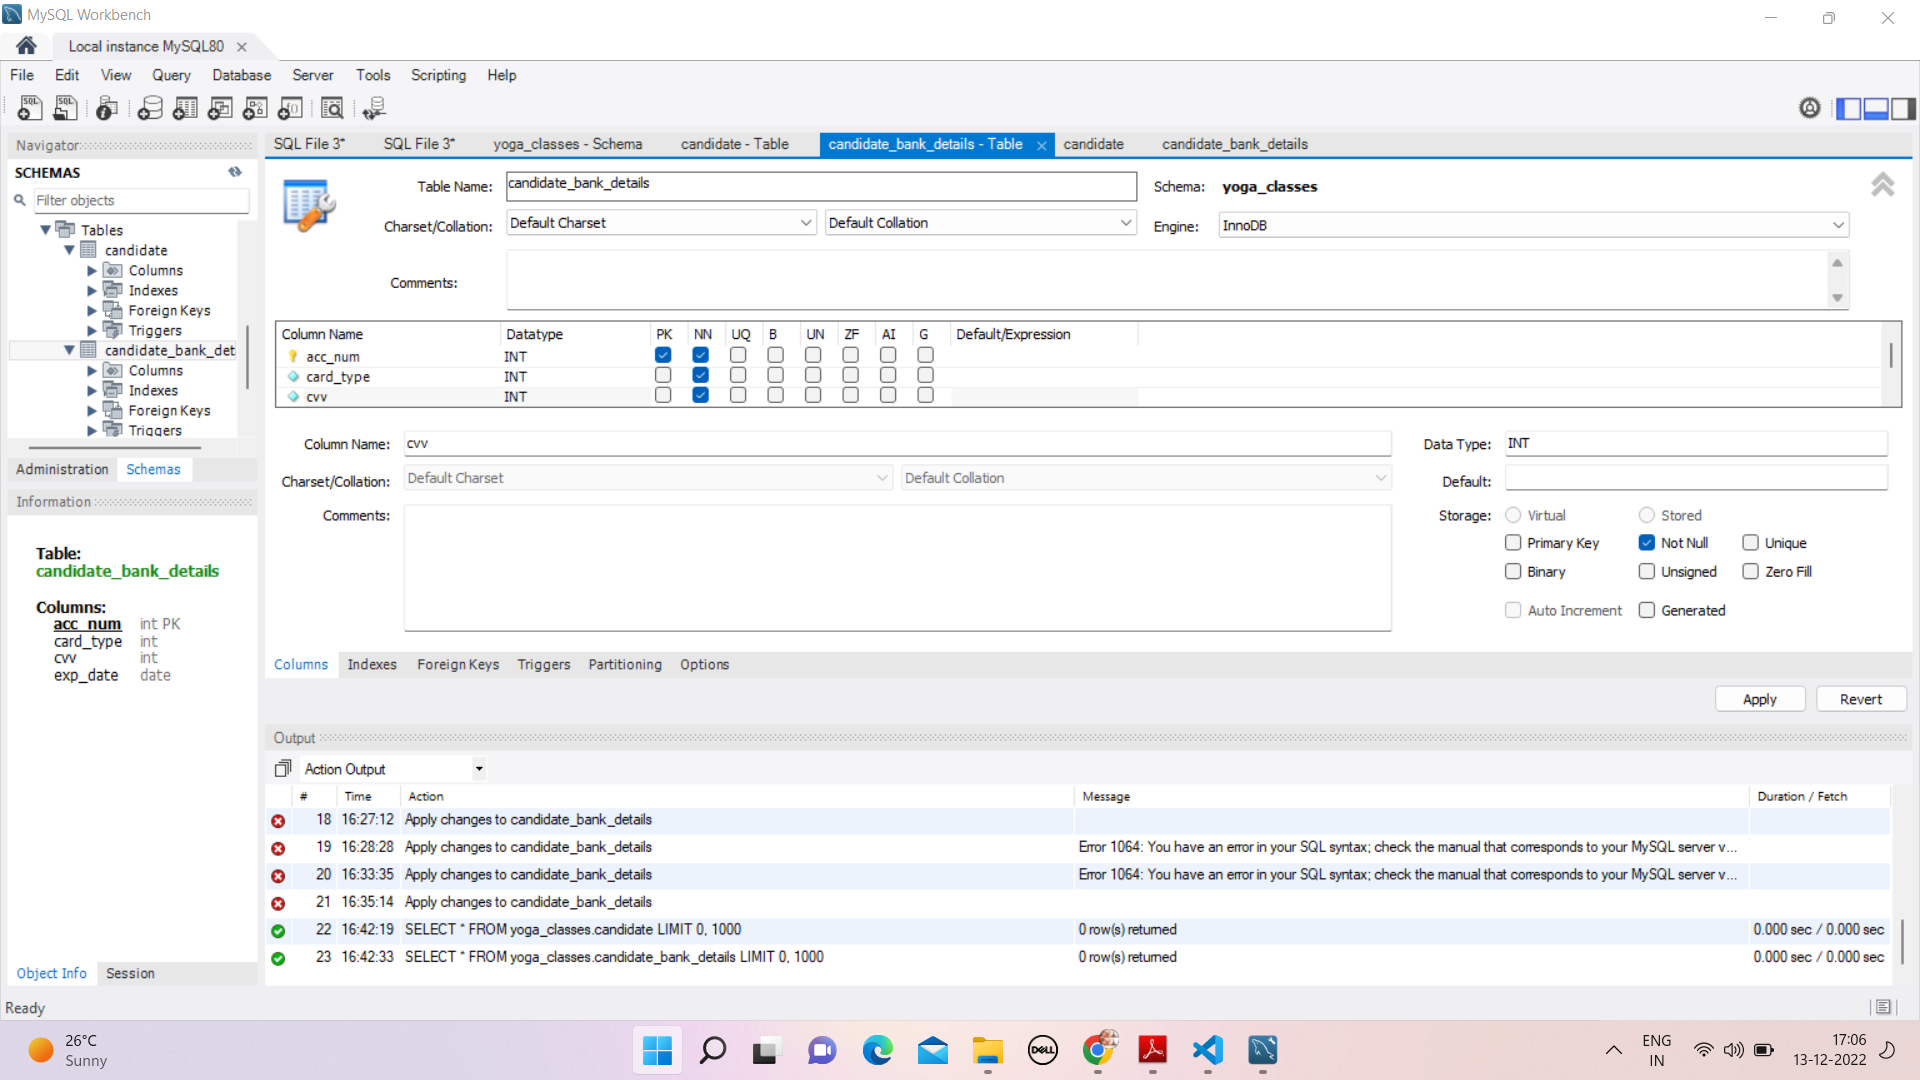 MySQL Workbench
Local instance MySQL80
File Edit View Query Database Server Tools Scripting Help
Navigator
SCHEMAS
Filter objects
Tables
candidate
Columns
Indexes
Foreign Keys
Triggers
candidate_bank_det
Columns
Indexes
Foreign Keys
Triggers
Administration Schemas
Information
Table:
candidate_bank_details
Columns:
acc_num int PK
card_type int
cvv int
exp_date date
Object Info Session
SQL File 3* SQL File 3* yoga_classes - Schema candidate - Table candidate_bank_details - Table candidate candidate_bank_details
Table Name: candidate_bank_details Schema: yoga_classes
Charset/Collation: Default Charset Default Collation Engine: InnoDB
Comments:
Column Name Datatype PK NN UQ B UN ZF AI G Default/Expression
acc_num INT
card_type INT
cvv INT
Column Name: cvv Data Type: INT
Charset/Collation: Default Charset Default Collation Default:
Comments: Storage: Virtual Stored
Primary Key Not Null Unique
Binary Unsigned Zero Fill
Auto Increment Generated
Columns Indexes Foreign Keys Triggers Partitioning Options
Apply Revert
Output
Action Output
# Time Action Message Duration / Fetch
18 16:27:12 Apply changes to candidate_bank_details
19 16:28:28 Apply changes to candidate_bank_details Error 1064: You have an error in your SQL syntax; check the manual that corresponds to your MySQL server v...
20 16:33:35 Apply changes to candidate_bank_details Error 1064: You have an error in your SQL syntax; check the manual that corresponds to your MySQL server v...
21 16:35:14 Apply changes to candidate_bank_details
22 16:42:19 SELECT * FROM yoga_classes.candidate LIMIT 0, 1000 0 row(s) returned 0.000 sec / 0.000 sec
23 16:42:33 SELECT * FROM yoga_classes.candidate_bank_details LIMIT 0, 1000 0 row(s) returned 0.000 sec / 0.000 sec
Ready
26°C
Sunny
DELL
ENG
IN
17:06
13-12-2022